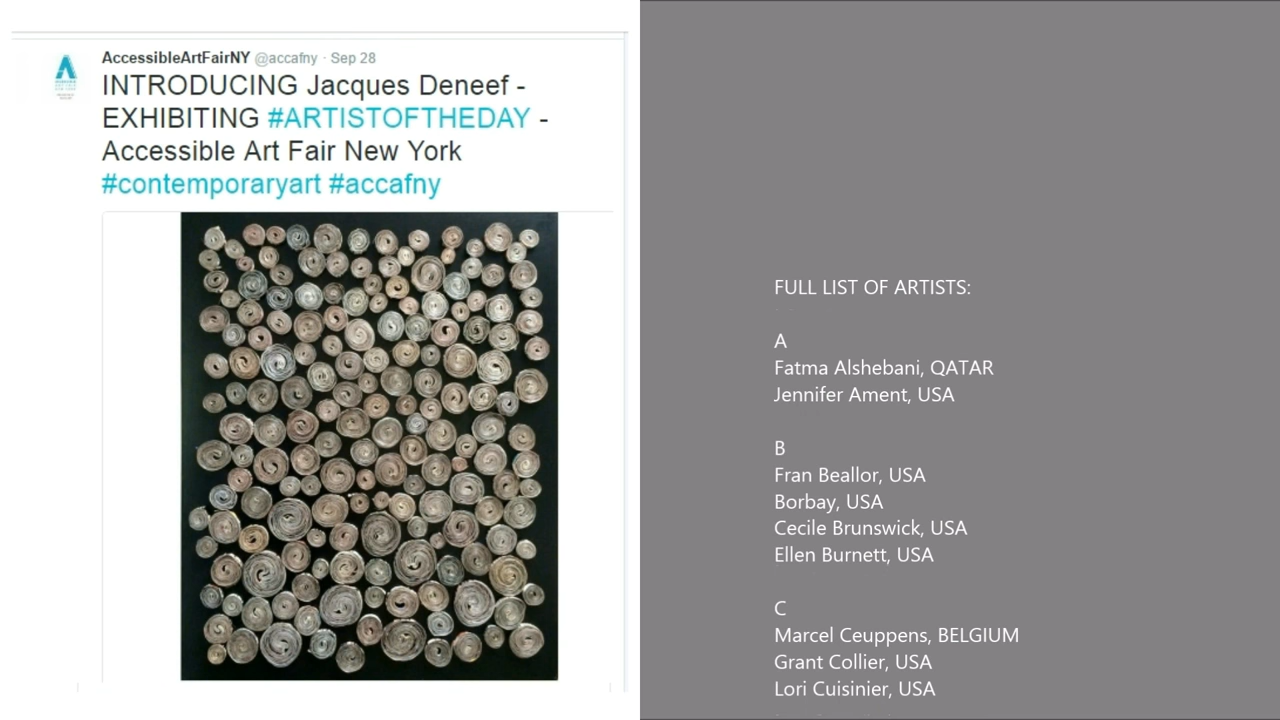 AccessibleArtFairNY @accafny · Sep 28
INTRODUCING Jacques Deneef -
EXHIBITING #ARTISTOFTHEDAY -
Accessible Art Fair New York
#contemporaryart #accafny
FULL LIST OF ARTISTS:
A
Fatma Alshebani, QATAR
Jennifer Ament, USA
B
Fran Beallor, USA
Borbay, USA
Cecile Brunswick, USA
Ellen Burnett, USA
C
Marcel Ceuppens, BELGIUM
Grant Collier, USA
Lori Cuisinier, USA